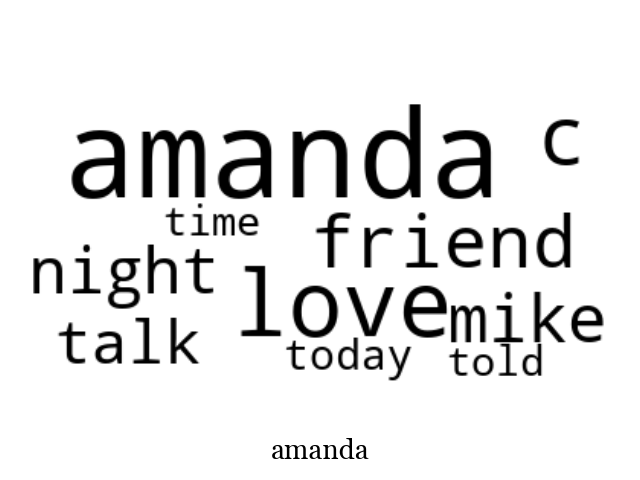 amanda C
time friend
night love mike
talk today told
amanda